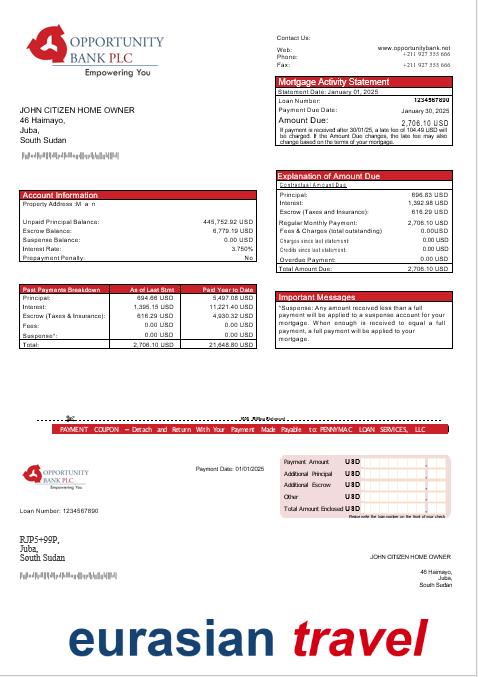 OPPORTUNITY
BANK PLC
Empowering You
Contact Us:
Web: www.opportunitybank.net
Phone: +211 927 555 666
Fax: +211 927 555 666
Mortgage Activity Statement
Statement Date: January 01, 2025
Loan Number: 1234567890
Payment Due Date: January 30, 2025
Amount Due: 2,706.10 USD
If payment is received after 30/01/25, a late fee of 104.49 USD will
be charged. If the Amount Due Changes, the late fee may also
change based on the terms of your mortgage.
JOHN CITIZEN HOME OWNER
46 Haimayo,
Juba,
South Sudan
Account Information
Property Address :M a n
Unpaid Principal Balance: 445,752.92 USD
Escrow Balance: 6,779.19 USD
Suspense Balance: 0.00 USD
Interest Rate: 3.750%
Prepayment Penalty: No
Explanation of Amount Due
Contractual Amount Due
Principal: 696.83 USD
Interest: 1,392.98 USD
Escrow (Taxes and Insurance): 616.29 USD
Regular Monthly Payment: 2,706.10 USD
Fees & Charges (total outstanding) 0.00USD
Charges since last statement: 0.00 USD
Credits since last statement: 0.00 USD
Overdue Payment: 0.00 USD
Total Amount Due: 2,706.10 USD
Past Payments Breakdown As of Last Stmt Paid Year to Date
Principal: 694.66 USD 5,497.08 USD
Interest: 1,395.15 USD 11,221.40 USD
Escrow (Taxes & Insurance): 616.29 USD 4,930.32 USD
Fees: 0.00 USD 0.00 USD
Suspense*: 0.00 USD 0.00 USD
Total: 2,706.10 USD 21,648.80 USD
Important Messages
*Suspense: Any amount received less than a full
payment will be applied to a suspense account for your
mortgage. When enough is received to equal a full
payment, a full payment will be applied to your
mortgage.
PAYMENT COUPON – Detach and Return With Your Payment Made Payable to: PENNYMAC LOAN SERVICES, LLC
OPPORTUNITY
BANK PLC
Empowering You
Payment Date: 01/01/2025
Loan Number: 1234567890
Payment Amount USD
Additional Principal USD
Additional Escrow USD
Other USD
Total Amount Enclosed USD
Please write the loan number on the front of your check
RJP5+99P,
Juba,
South Sudan
JOHN CITIZEN HOME OWNER
46 Haimayo,
Juba,
South Sudan
eurasian travel